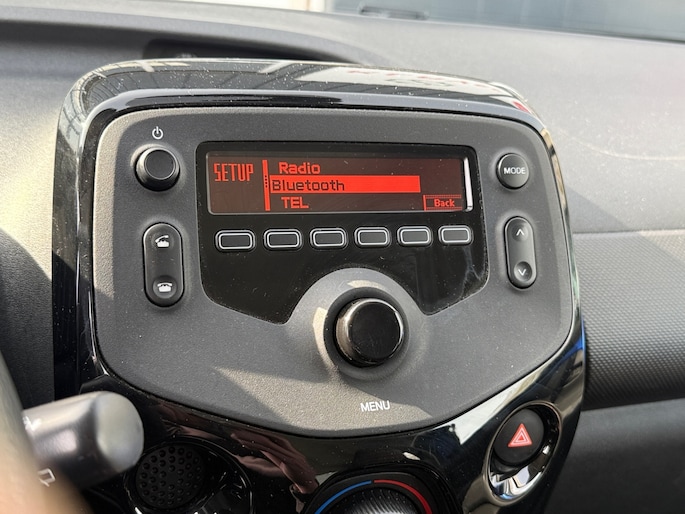 SETUP
Radio
Bluetooth
TEL
Back
MODE
MENU